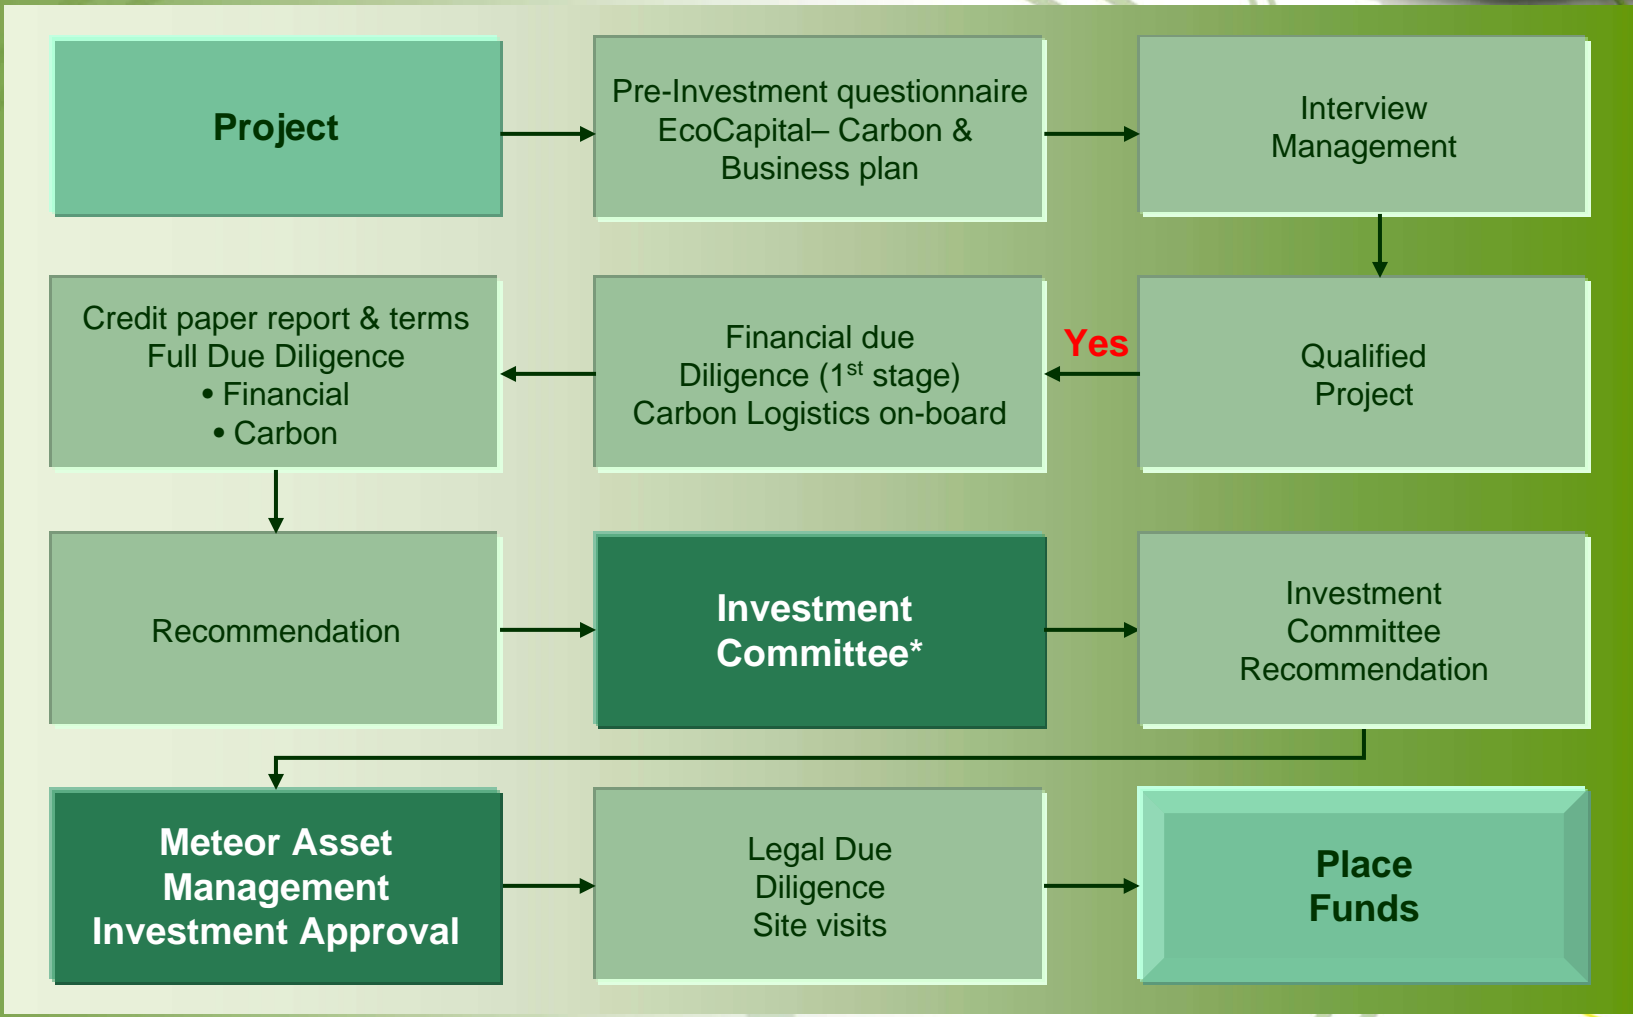 Project
Pre-Investment questionnaire
EcoCapital– Carbon &
Business plan
Interview
Management
Credit paper report & terms
Full Due Diligence
• Financial
• Carbon
Financial due
Diligence (1st stage)
Carbon Logistics on-board
Yes
Qualified
Project
Recommendation
Investment
Committee*
Investment
Committee
Recommendation
Meteor Asset
Management
Investment Approval
Legal Due
Diligence
Site visits
Place
Funds